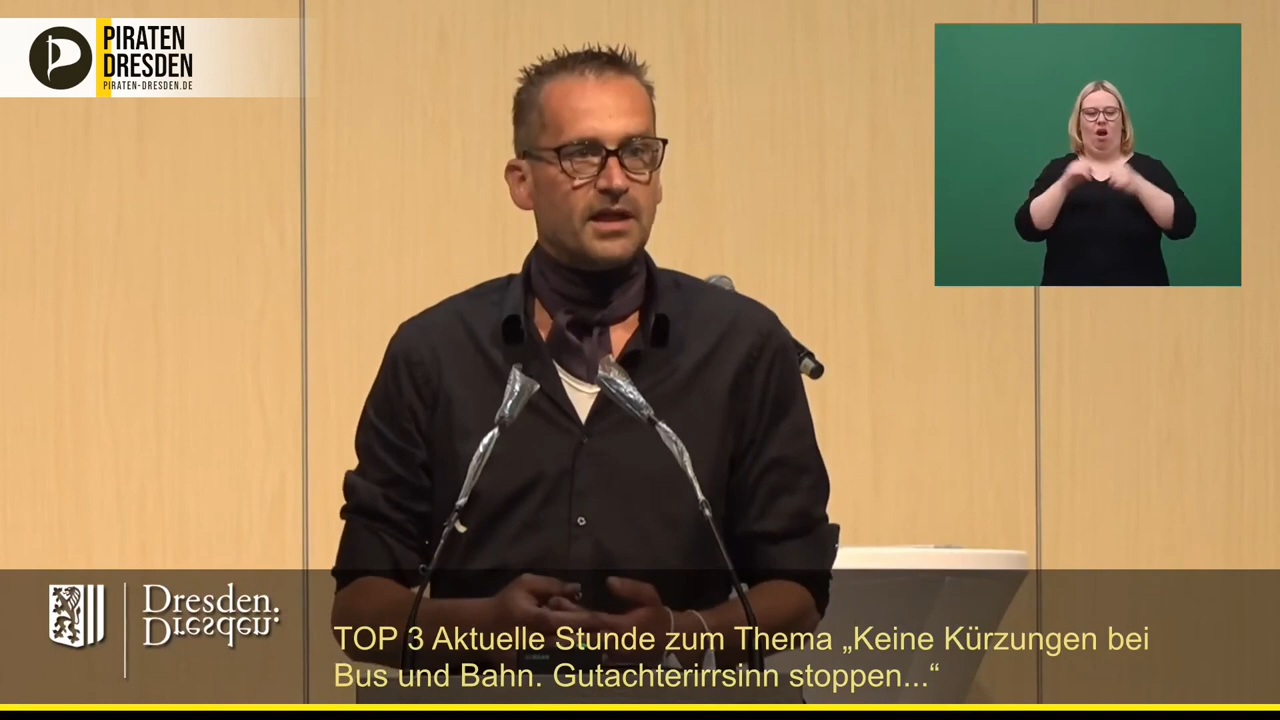 PIRATEN
DRESDEN
PIRATEN-DRESDEN.DE
Dresden.
Dresden.
TOP 3 Aktuelle Stunde zum Thema „Keine Kürzungen bei
Bus und Bahn. Gutachterirrsinn stoppen...“